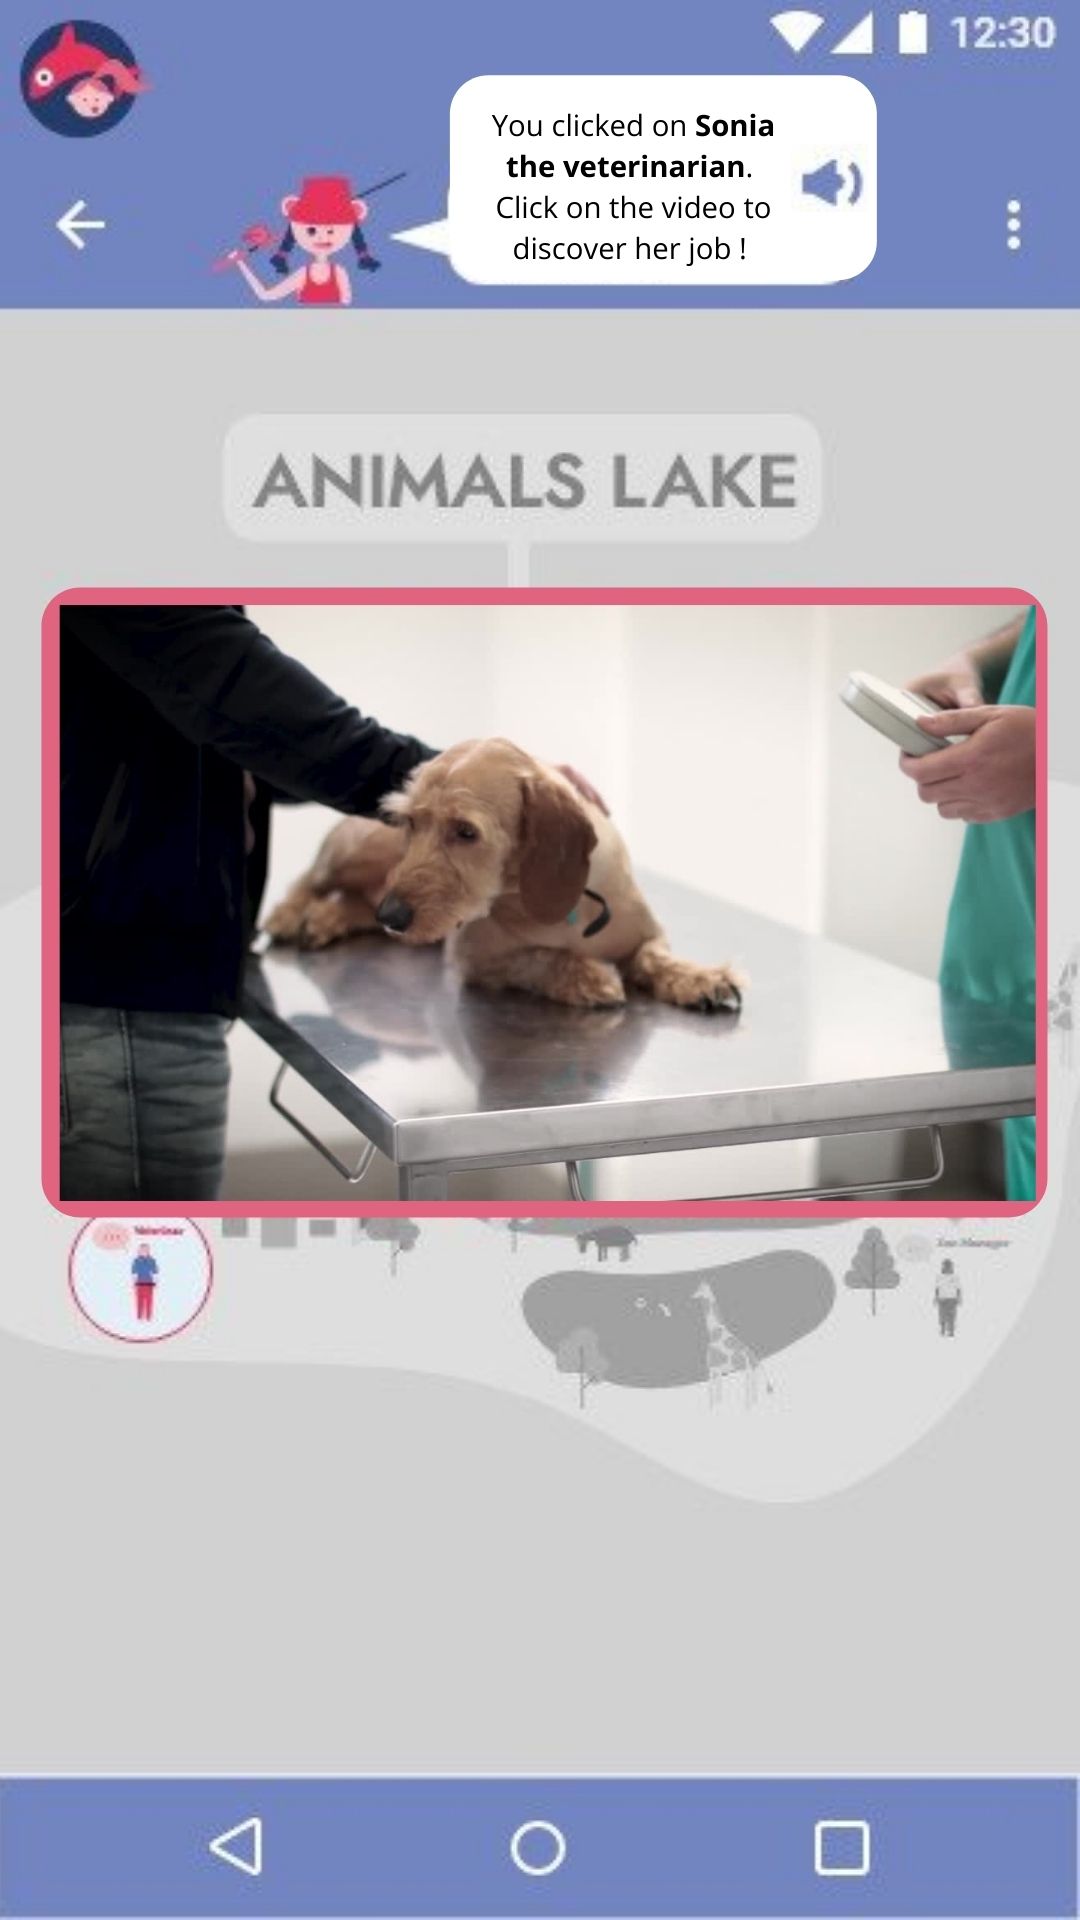 12:30
You clicked on Sonia
the veterinarian.
Click on the video to
discover her job !
ANIMALS LAKE
Veterinar
Zoo Manager